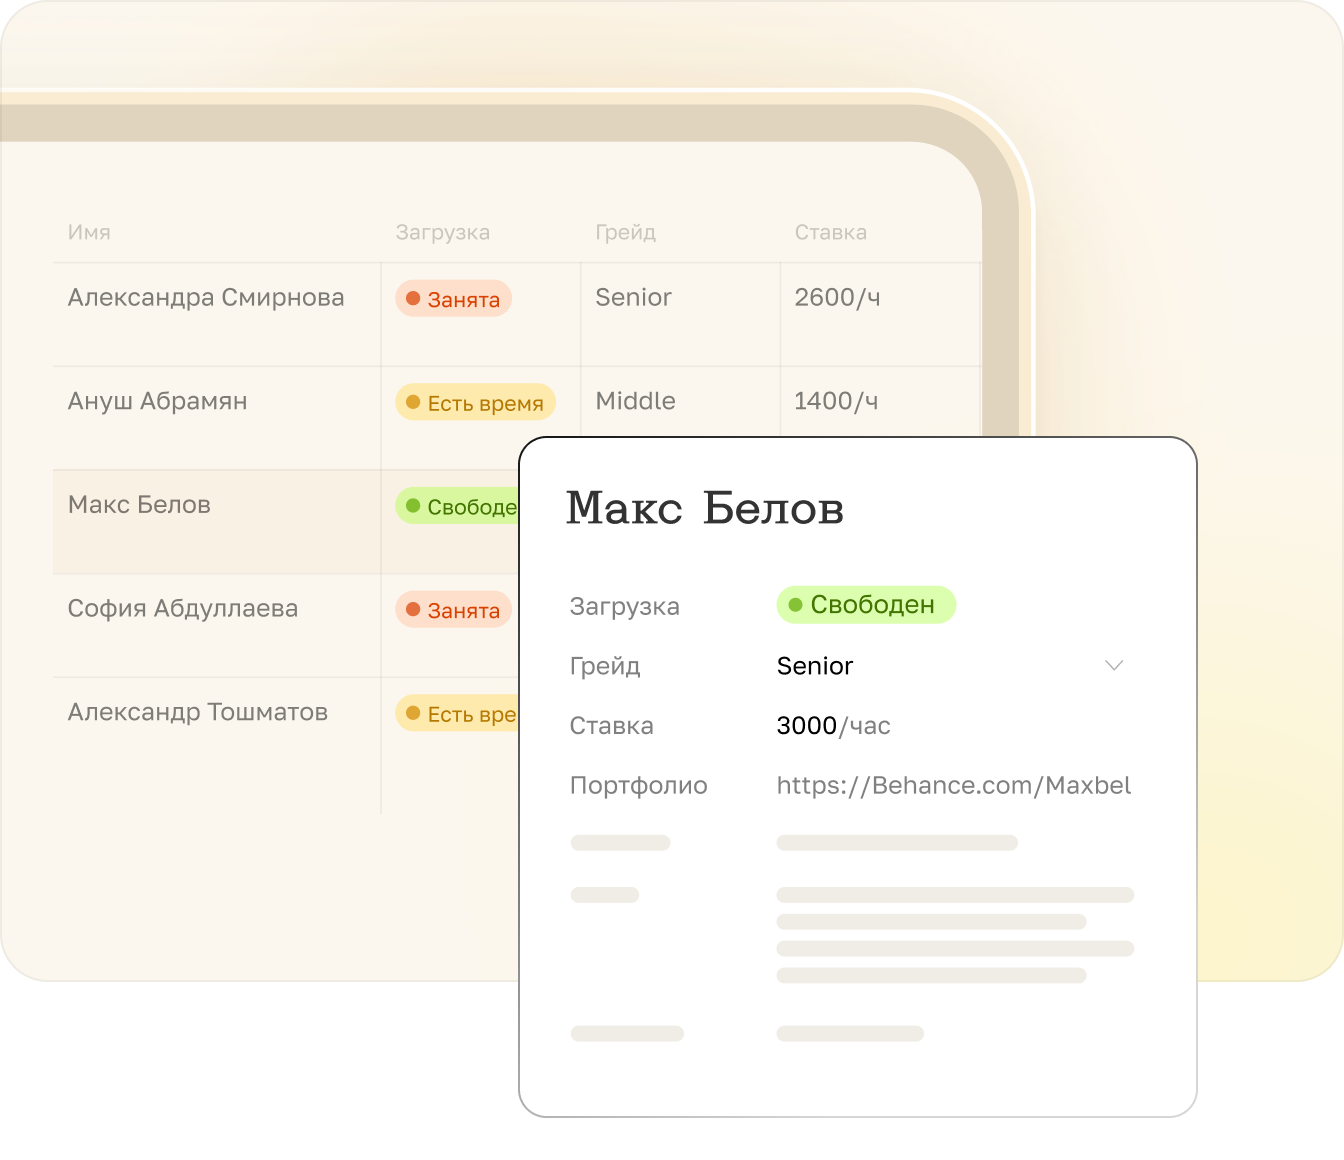 Имя Загрузка Грейд Ставка
Александра Смирнова Занята Senior 2600/ч
Ануш Абрамян Есть время Middle 1400/ч
Макс Белов Свободе
София Абдуллаева Занята
Александр Тошматов Есть вре
Макс Белов
Загрузка Свободен
Грейд Senior
Ставка 3000/час
Портфолио https://Behance.com/Maxbel